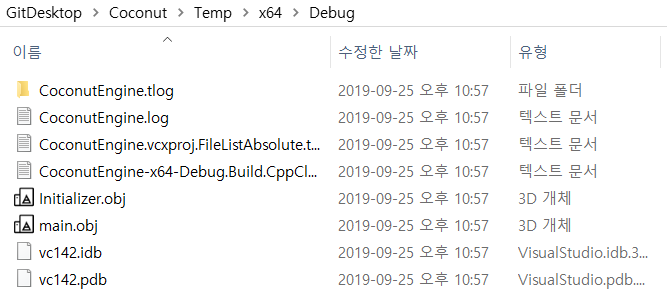 GitDesktop > Coconut > Temp > x64 > Debug
이름 수정한 날짜 유형
CoconutEngine.tlog 2019-09-25 오후 10:57 파일 폴더
CoconutEngine.log 2019-09-25 오후 10:57 텍스트 문서
CoconutEngine.vcxproj.FileListAbsolute.t... 2019-09-25 오후 10:57 텍스트 문서
CoconutEngine-x64-Debug.Build.CppCl... 2019-09-25 오후 10:57 텍스트 문서
Initializer.obj 2019-09-25 오후 10:57 3D 개체
main.obj 2019-09-25 오후 10:57 3D 개체
vc142.idb 2019-09-25 오후 10:57 VisualStudio.idb.3...
vc142.pdb 2019-09-25 오후 10:57 VisualStudio.pdb....